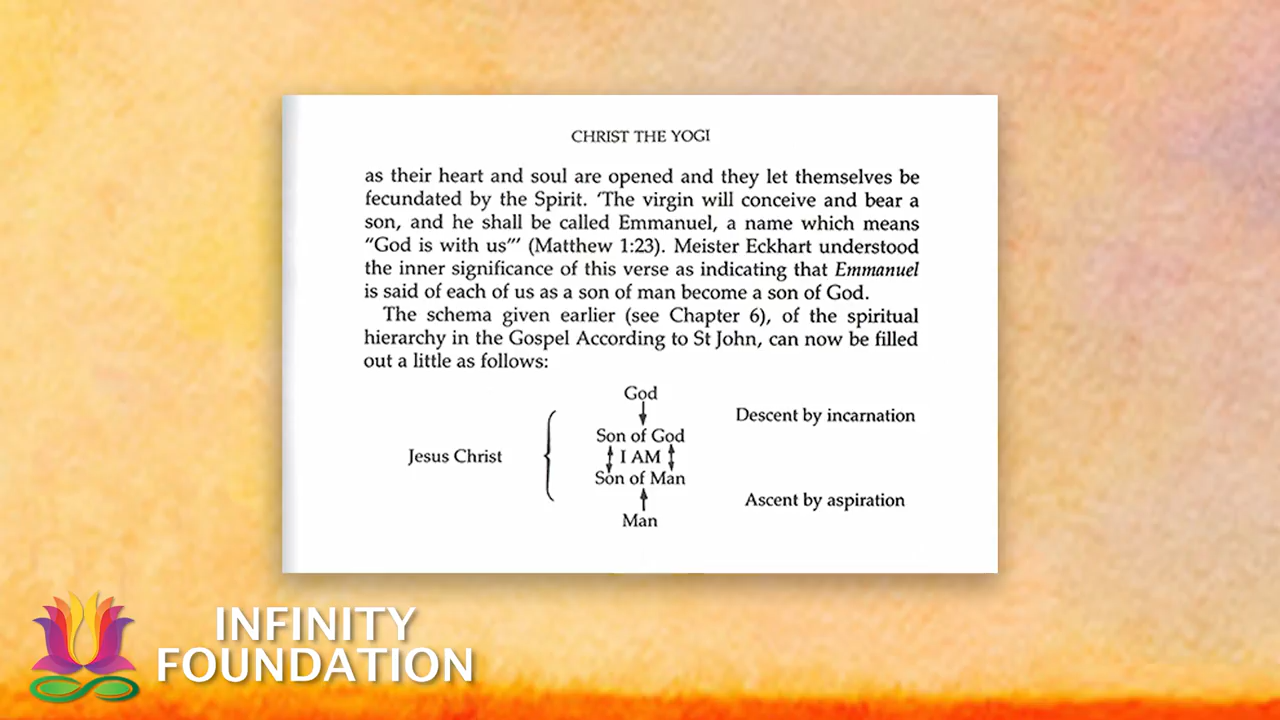 CHRIST THE YOGI
as their heart and soul are opened and they let themselves be
fecundated by the Spirit. ‘The virgin will conceive and bear a
son, and he shall be called Emmanuel, a name which means
“God is with us”’ (Matthew 1:23). Meister Eckhart understood
the inner significance of this verse as indicating that Emmanuel
is said of each of us as a son of man become a son of God.
The schema given earlier (see Chapter 6), of the spiritual
hierarchy in the Gospel According to St John, can now be filled
out a little as follows:
God
Descent by incarnation
Son of God
Jesus Christ
I AM
Son of Man
Ascent by aspiration
Man
INFINITY
FOUNDATION